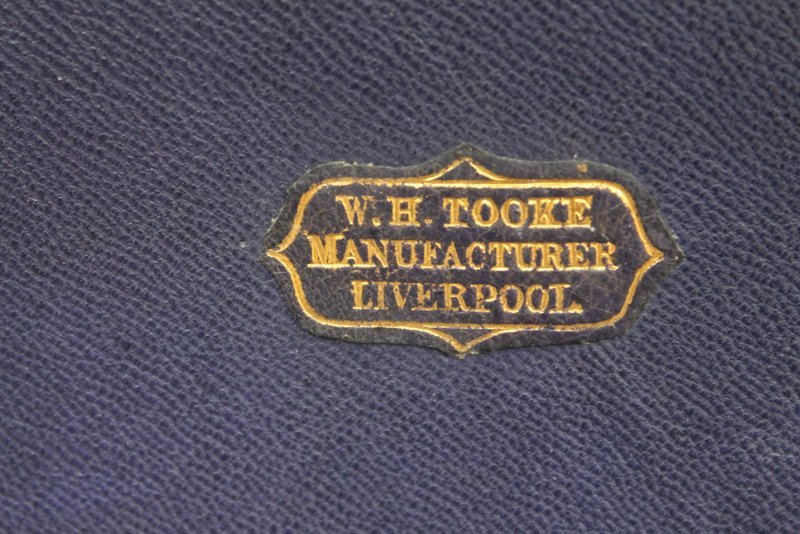 W. H. TOOKE
MANUFACTURER
LIVERPOOL